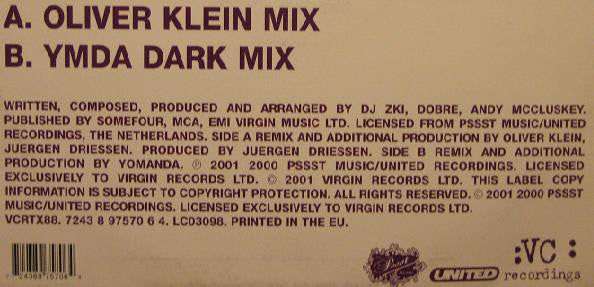 A. OLIVER KLEIN MIX
B. YMDA DARK MIX
WRITTEN, COMPOSED, PRODUCED AND ARRANGED BY DJ ZKI, DOBRE, ANDY MCCLUSKEY.
PUBLISHED BY SOMEFOUR, MCA, EMI VIRGIN MUSIC LTD. LICENSED FROM PSSST MUSIC/UNITED
RECORDINGS, THE NETHERLANDS. SIDE A REMIX AND ADDITIONAL PRODUCTION BY OLIVER KLEIN,
JUERGEN DRIESSEN. PRODUCED BY JUERGEN DRIESSEN. SIDE B REMIX AND ADDITIONAL
PRODUCTION BY YOMANDA. ℗ 2001 2000 PSSST MUSIC/UNITED RECORDINGS. LICENSED
EXCLUSIVELY TO VIRGIN RECORDS LTD. © 2001 VIRGIN RECORDS LTD. THIS LABEL COPY
INFORMATION IS SUBJECT TO COPYRIGHT PROTECTION. ALL RIGHTS RESERVED. © 2001 2000 PSSST
MUSIC/UNITED RECORDINGS. LICENSED EXCLUSIVELY TO VIRGIN RECORDS LTD.
VCRTX88. 7243 8 97570 6 4. LC03098. PRINTED IN THE EU.
UNITED
:VC:
recordings